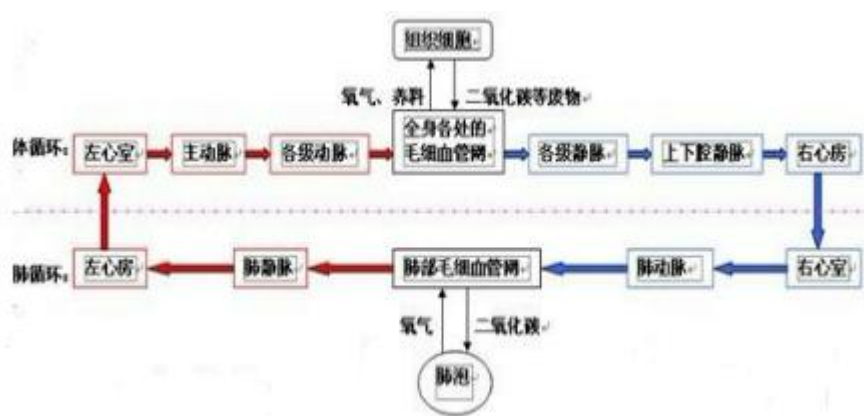 组织细胞
氧气、养料
二氧化碳等废物
体循环:
左心室
主动脉
各级动脉
全身各处的
毛细血管网
各级静脉
上下腔静脉
右心房
肺循环:
左心房
肺静脉
肺部毛细血管网
肺动脉
右心室
氧气
二氧化碳
肺泡